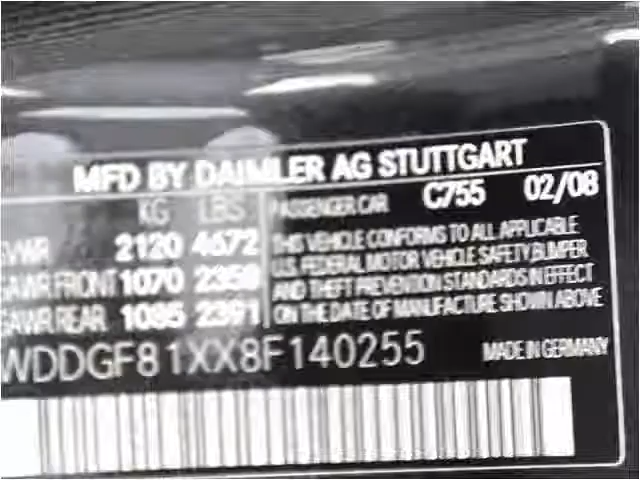 MFD BY DAIMLER AG STUTTGART
PASSENGER CAR C755 02/08
KG LBS
GVWR 2120 4672
GAWR FRONT 1070 2359
GAWR REAR 1085 2391
THIS VEHICLE CONFORMS TO ALL APPLICABLE
U.S. FEDERAL MOTOR VEHICLE SAFETY, BUMPER
AND THEFT PREVENTION STANDARDS IN EFFECT
ON THE DATE OF MANUFACTURE SHOWN ABOVE
WDDGF81XX8F140255 MADE IN GERMANY